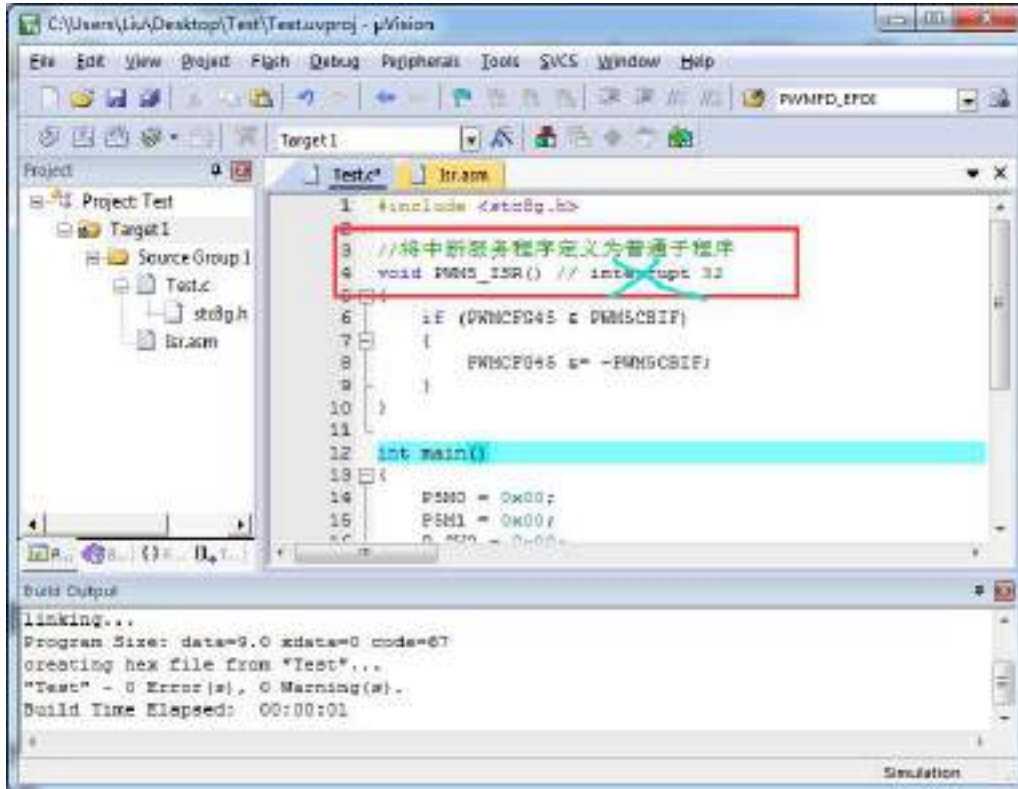 C:\Users\Liu\Desktop\Test\Test.uvproj - µVision
File Edit View Project Flash Debug Peripherals Tools SVCS Window Help
PWMFD_EFDI
Target 1
Project
Test.c* Isr.asm
Project: Test
Target 1
Source Group 1
Test.c
stc8g.h
Isr.asm
1 #include <stc8g.h>
2
3 //将中断服务程序定义为普通子程序
4 void PWM5_ISR() // interrupt 32
5 {
6 if (PWMCFG45 & PWM5CBIF)
7 {
8 PWMCFG45 &= ~PWM5CBIF;
9 }
10 }
11
12 int main()
13 {
14 P5M0 = 0x00;
15 P5M1 = 0x00;
Build Output
linking...
Program Size: data=9.0 xdata=0 code=67
creating hex file from "Test"...
"Test" - 0 Error(s), 0 Warning(s).
Build Time Elapsed: 00:00:01
Simulation